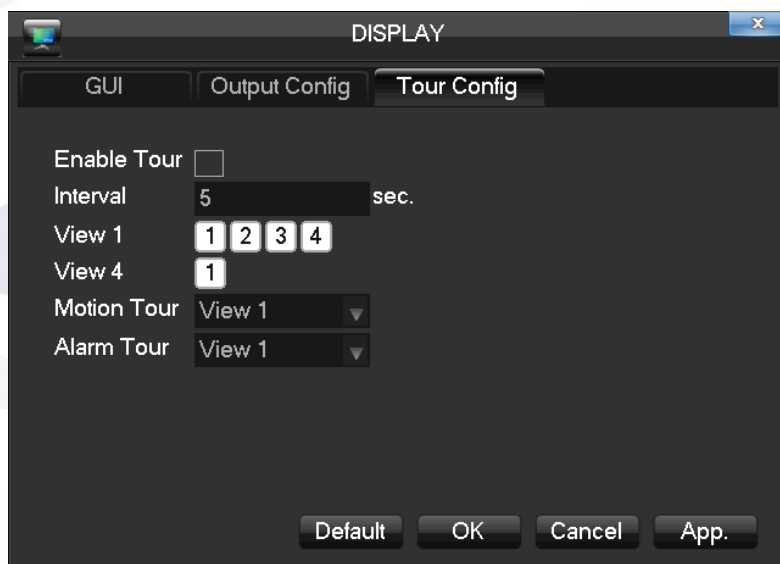 DISPLAY
x
GUI Output Config Tour Config
Enable Tour
Interval 5 sec.
View 1 1 2 3 4
View 4 1
Motion Tour View 1
Alarm Tour View 1
Default OK Cancel App.